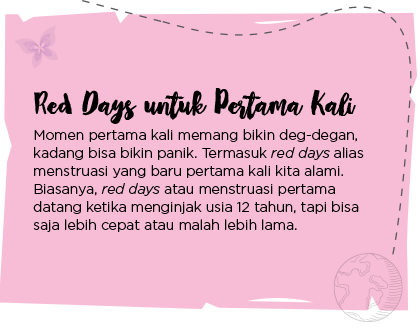 Red Days untuk Pertama Kali
Momen pertama kali memang bikin deg-degan,
kadang bisa bikin panik. Termasuk red days alias
menstruasi yang baru pertama kali kita alami.
Biasanya, red days atau menstruasi pertama
datang ketika menginjak usia 12 tahun, tapi bisa
saja lebih cepat atau malah lebih lama.